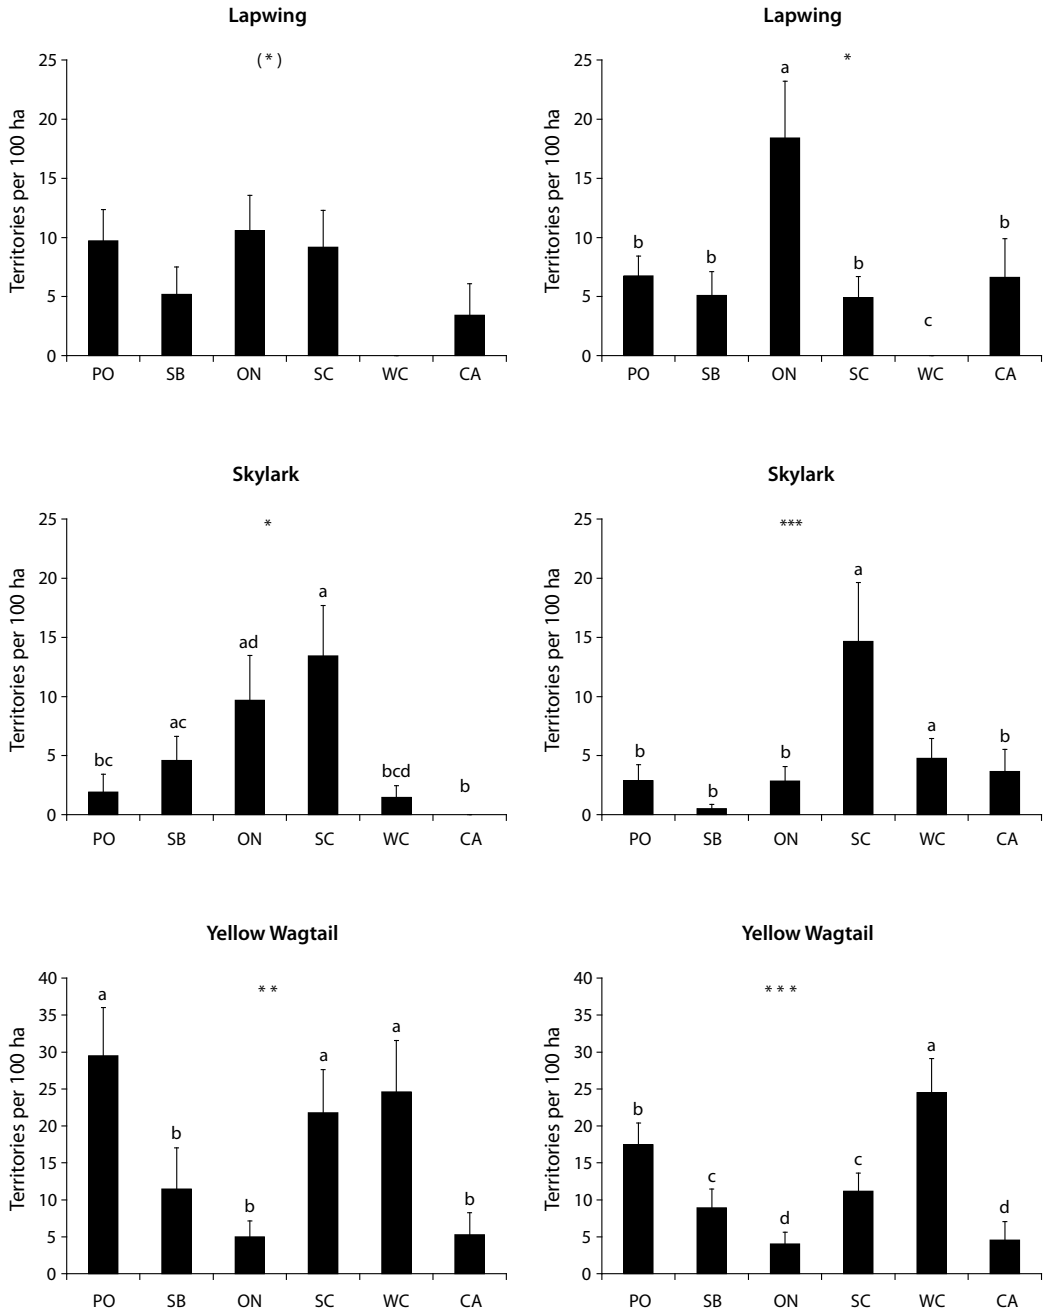 Lapwing
Lapwing
25
( * )
25
a
*
20
20
15
15
10
10
b
b
b
b
5
5
c
0
0
Territories per 100 ha
Territories per 100 ha
PO SB ON SC WC CA
PO SB ON SC WC CA
Skylark
Skylark
25
*
25
***
20
a
20
a
15
ad
15
10
ac
10
a
bc
bcd
b
b
b
b
5
5
b
0
0
Territories per 100 ha
Territories per 100 ha
PO SB ON SC WC CA
PO SB ON SC WC CA
Yellow Wagtail
Yellow Wagtail
40
a
* *
40
* * *
35
a
35
30
a
30
a
25
25
20
b
20
b
15
15
c
c
10
b
b
10
d
d
5
5
0
0
Territories per 100 ha
Territories per 100 ha
PO SB ON SC WC CA
PO SB ON SC WC CA